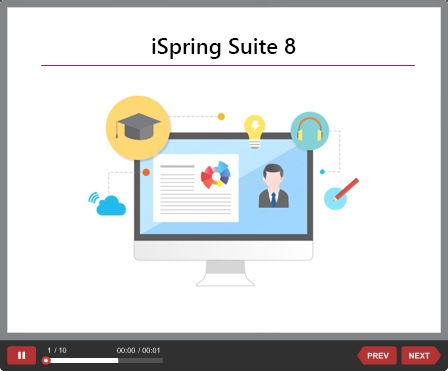 iSpring Suite 8
1 / 10
00:00 / 00:01
PREV
NEXT